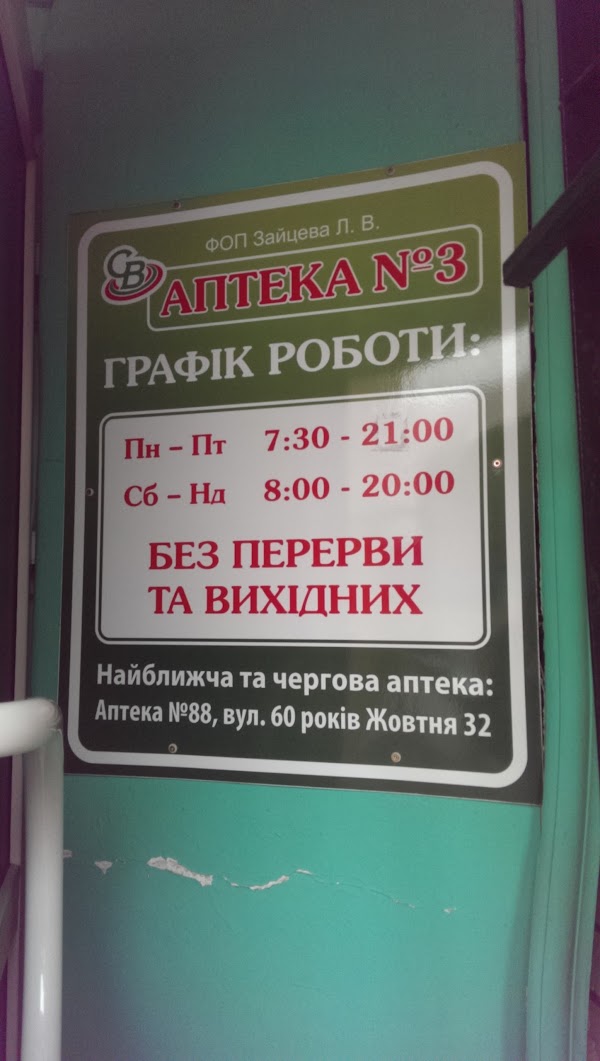 ФОП Зайцева Л. В.
СВ
АПТЕКА №3
ГРАФІК РОБОТИ:
Пн – Пт 7:30 - 21:00
Сб – Нд 8:00 - 20:00
БЕЗ ПЕРЕРВИ
ТА ВИХІДНИХ
Найближча та чергова аптека:
Аптека №88, вул. 60 років Жовтня 32